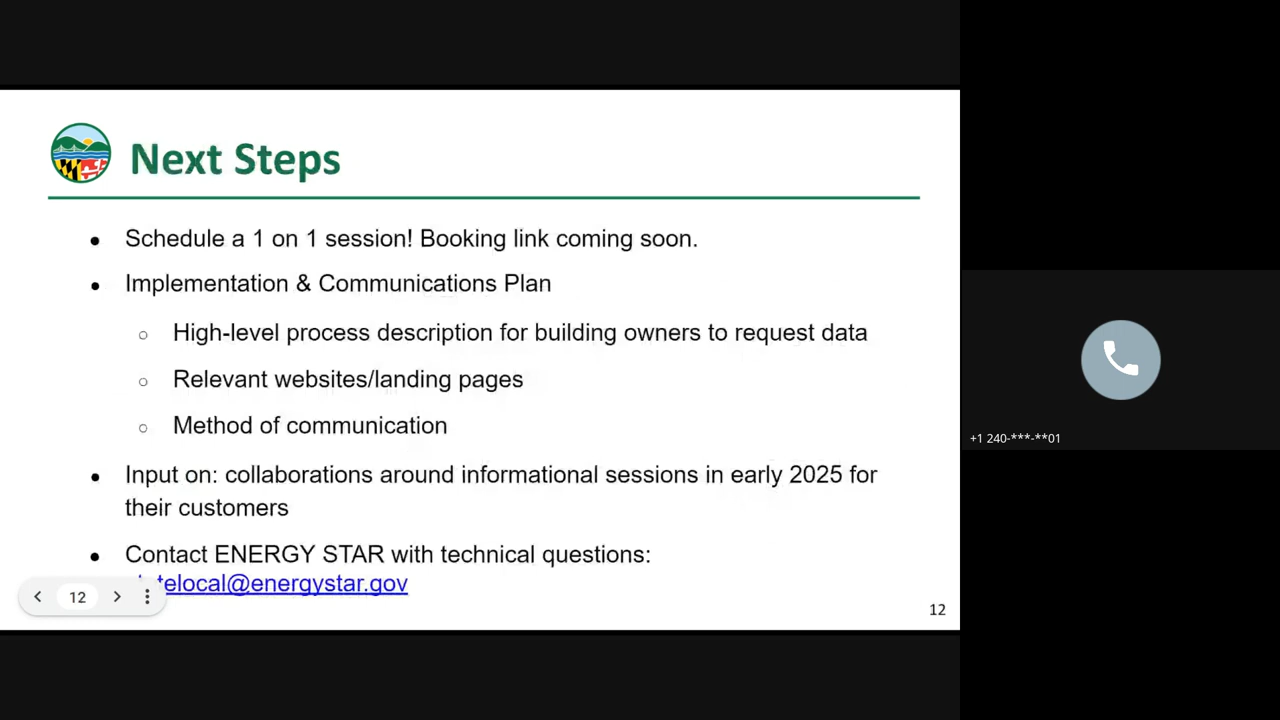 Next Steps
Schedule a 1 on 1 session! Booking link coming soon.
Implementation & Communications Plan
High-level process description for building owners to request data
Relevant websites/landing pages
Method of communication
Input on: collaborations around informational sessions in early 2025 for
their customers
Contact ENERGY STAR with technical questions:
telocal@energystar.gov
12
12
+1 240-***-**01